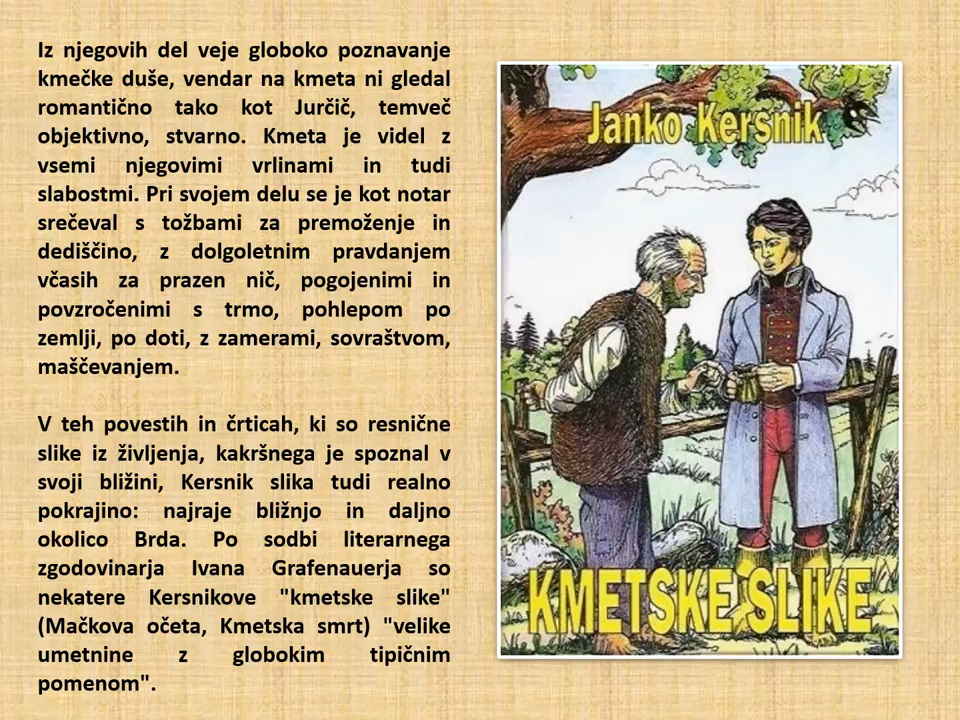 Iz njegovih del veje globoko poznavanje
kmečke duše, vendar na kmeta ni gledal
romantično tako kot Jurčič, temveč
objektivno, stvarno. Kmeta je videl z
vsemi njegovimi vrlinami in tudi
slabostmi. Pri svojem delu se je kot notar
srečeval s tožbami za premoženje in
dediščino, z dolgoletnim pravdanjem
včasih za prazen nič, pogojenimi in
povzročenimi s trmo, pohlepom po
zemlji, po doti, z zamerami, sovraštvom,
maščevanjem.
V teh povestih in črticah, ki so resnične
slike iz življenja, kakršnega je spoznal v
svoji bližini, Kersnik slika tudi realno
pokrajino: najraje bližnjo in daljno
okolico Brda. Po sodbi literarnega
zgodovinarja Ivana Grafenauerja so
nekatere Kersnikove "kmetske slike"
(Mačkova očeta, Kmetska smrt) "velike
umetnine z globokim tipičnim
pomenom".
Janko Kersnik
KMETSKE SLIKE